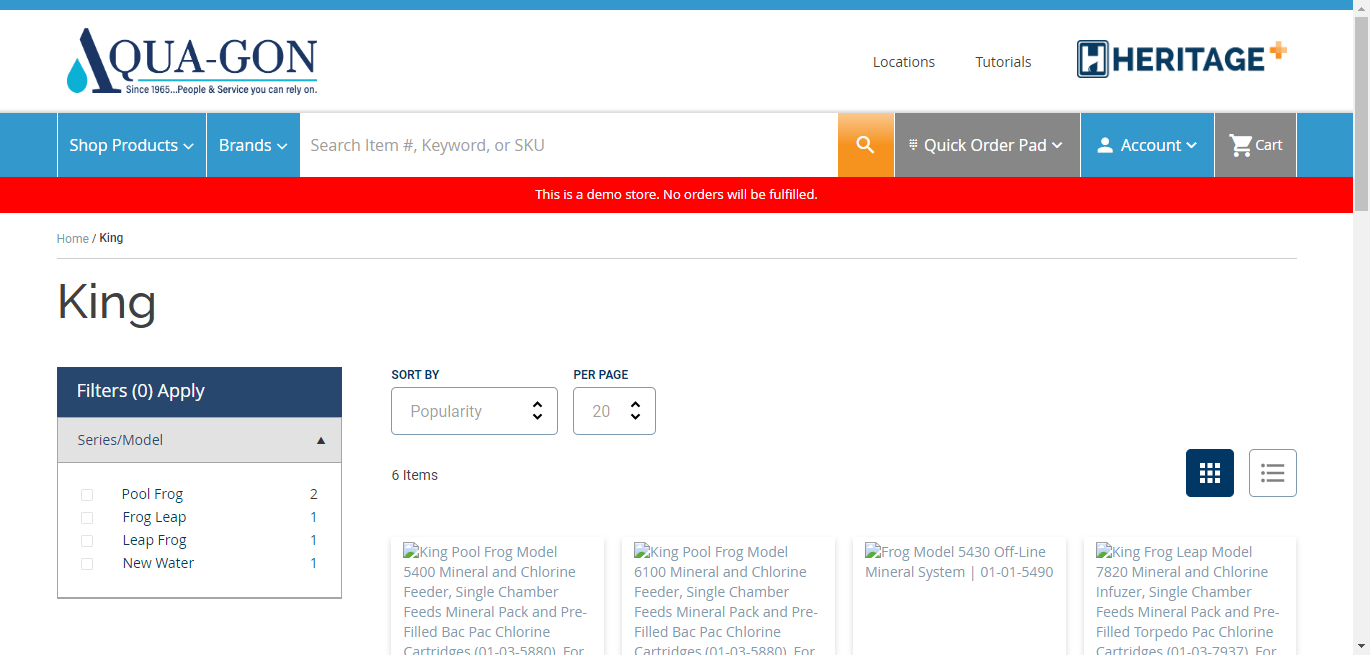 AQUA-GON
Since 1965...People & Service you can rely on.
Locations
Tutorials
HERITAGE+
Shop Products
Brands
Search Item #, Keyword, or SKU
Quick Order Pad
Account
Cart
This is a demo store. No orders will be fulfilled.
Home / King
King
Filters (0) Apply
Series/Model
Pool Frog 2
Frog Leap 1
Leap Frog 1
New Water 1
SORT BY
Popularity
PER PAGE
20
6 Items
King Pool Frog Model
5400 Mineral and Chlorine
Feeder, Single Chamber
Feeds Mineral Pack and Pre-
Filled Bac Pac Chlorine
Cartridges (01-03-5880), For
King Pool Frog Model
6100 Mineral and Chlorine
Feeder, Single Chamber
Feeds Mineral Pack and Pre-
Filled Bac Pac Chlorine
Cartridges (01-03-5880), For
Frog Model 5430 Off-Line
Mineral System | 01-01-5490
King Frog Leap Model
7820 Mineral and Chlorine
Infuzer, Single Chamber
Feeds Mineral Pack and Pre-
Filled Torpedo Pac Chlorine
Cartridges (01-03-7937), For